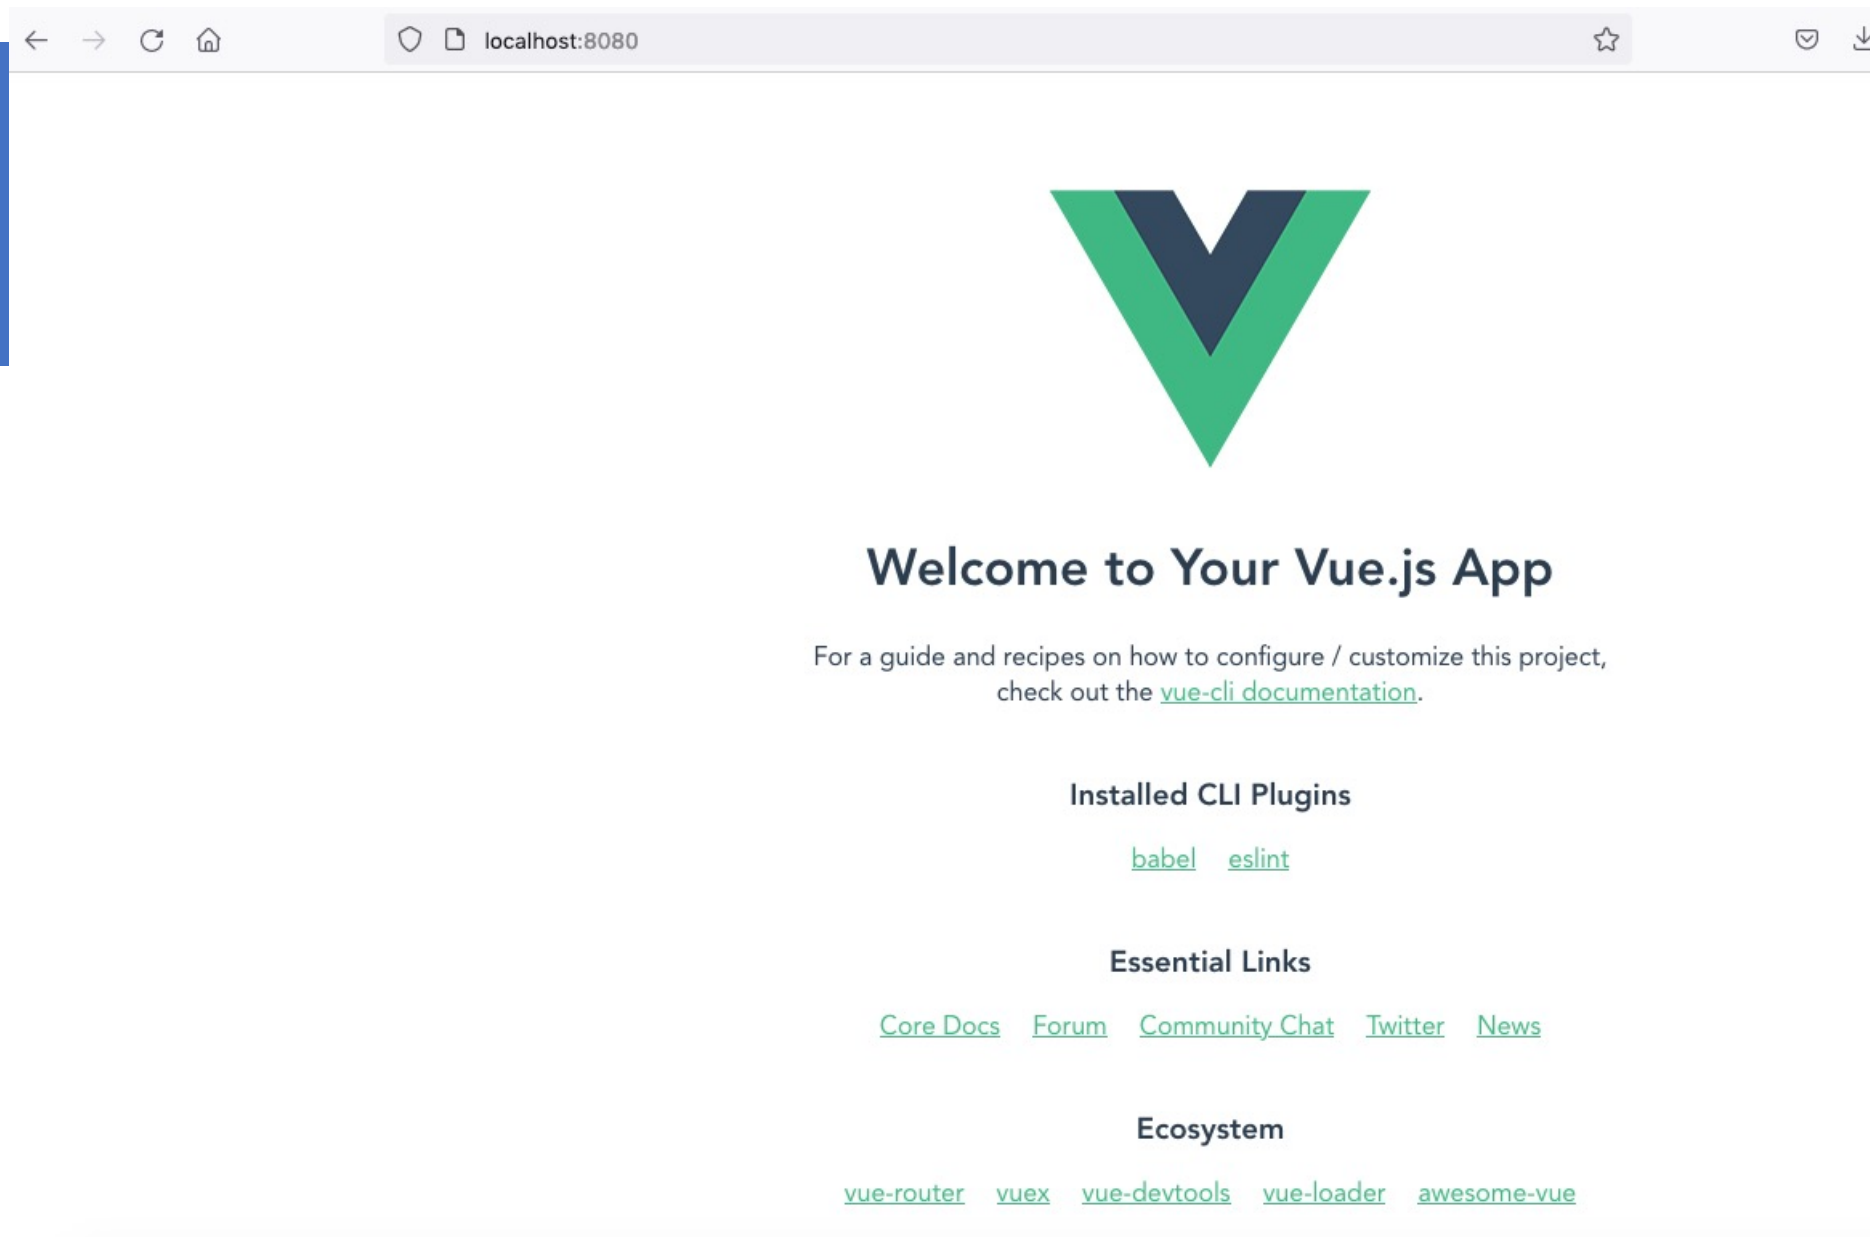 localhost:8080
Welcome to Your Vue.js App
For a guide and recipes on how to configure / customize this project,
check out the vue-cli documentation.
Installed CLI Plugins
babel eslint
Essential Links
Core Docs Forum Community Chat Twitter News
Ecosystem
vue-router vuex vue-devtools vue-loader awesome-vue